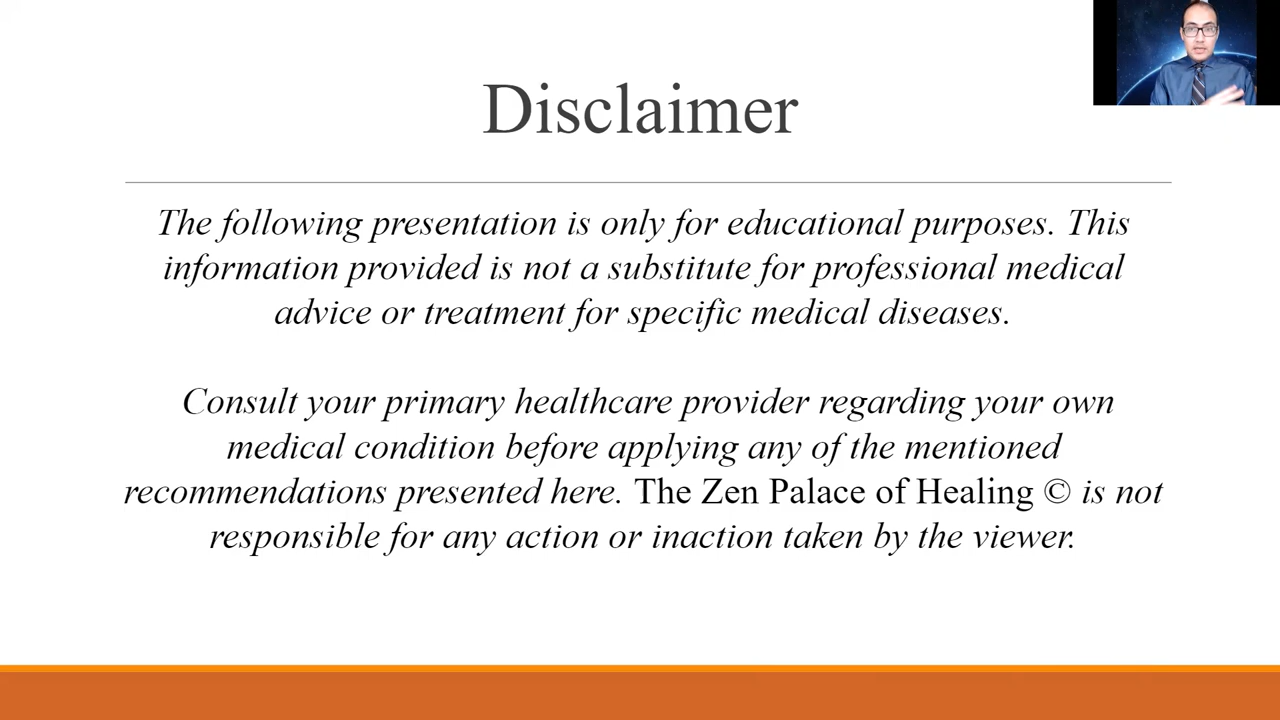 Disclaimer
The following presentation is only for educational purposes. This
information provided is not a substitute for professional medical
advice or treatment for specific medical diseases.
Consult your primary healthcare provider regarding your own
medical condition before applying any of the mentioned
recommendations presented here. The Zen Palace of Healing © is not
responsible for any action or inaction taken by the viewer.